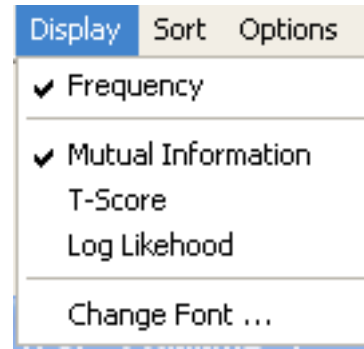 Display Sort Options
Frequency
Mutual Information
T-Score
Log Likehood
Change Font ...